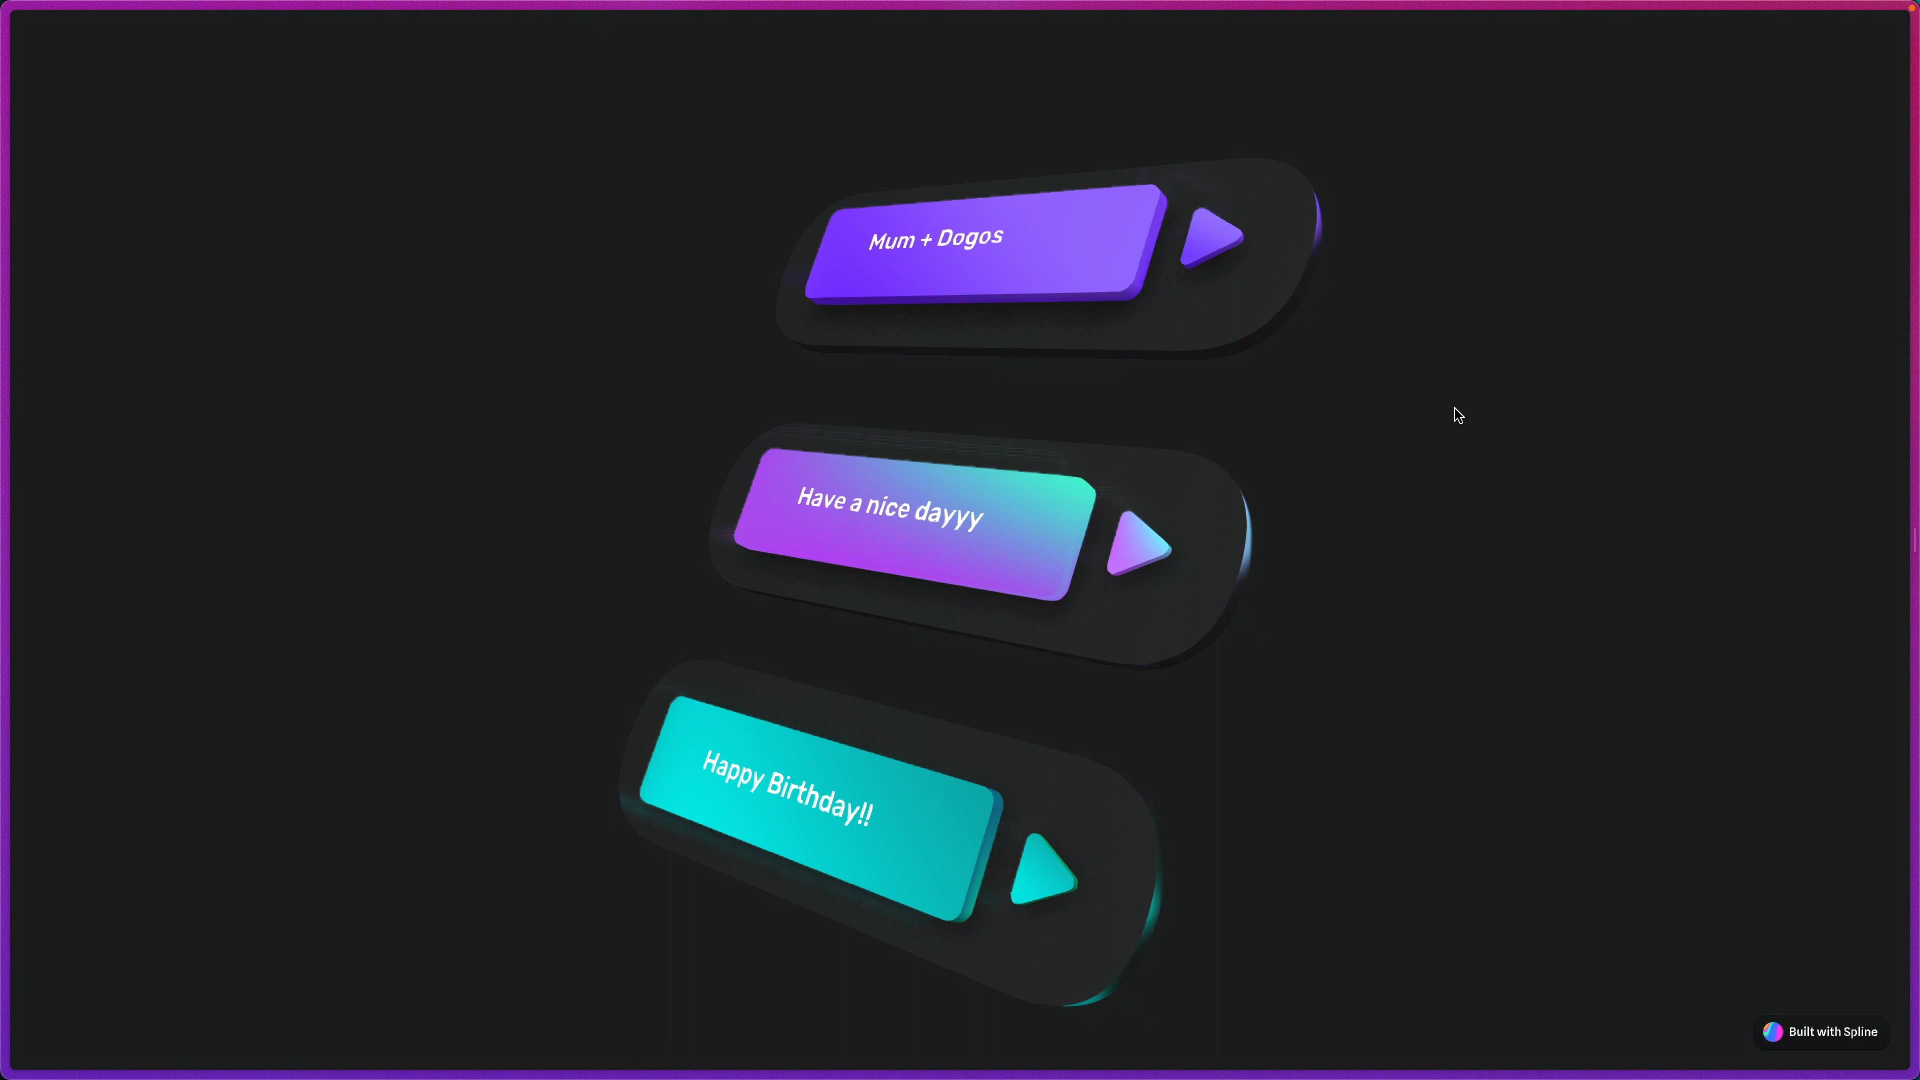 Mum + Dogos
Have a nice dayyy
Happy Birthday!!
Built with Spline